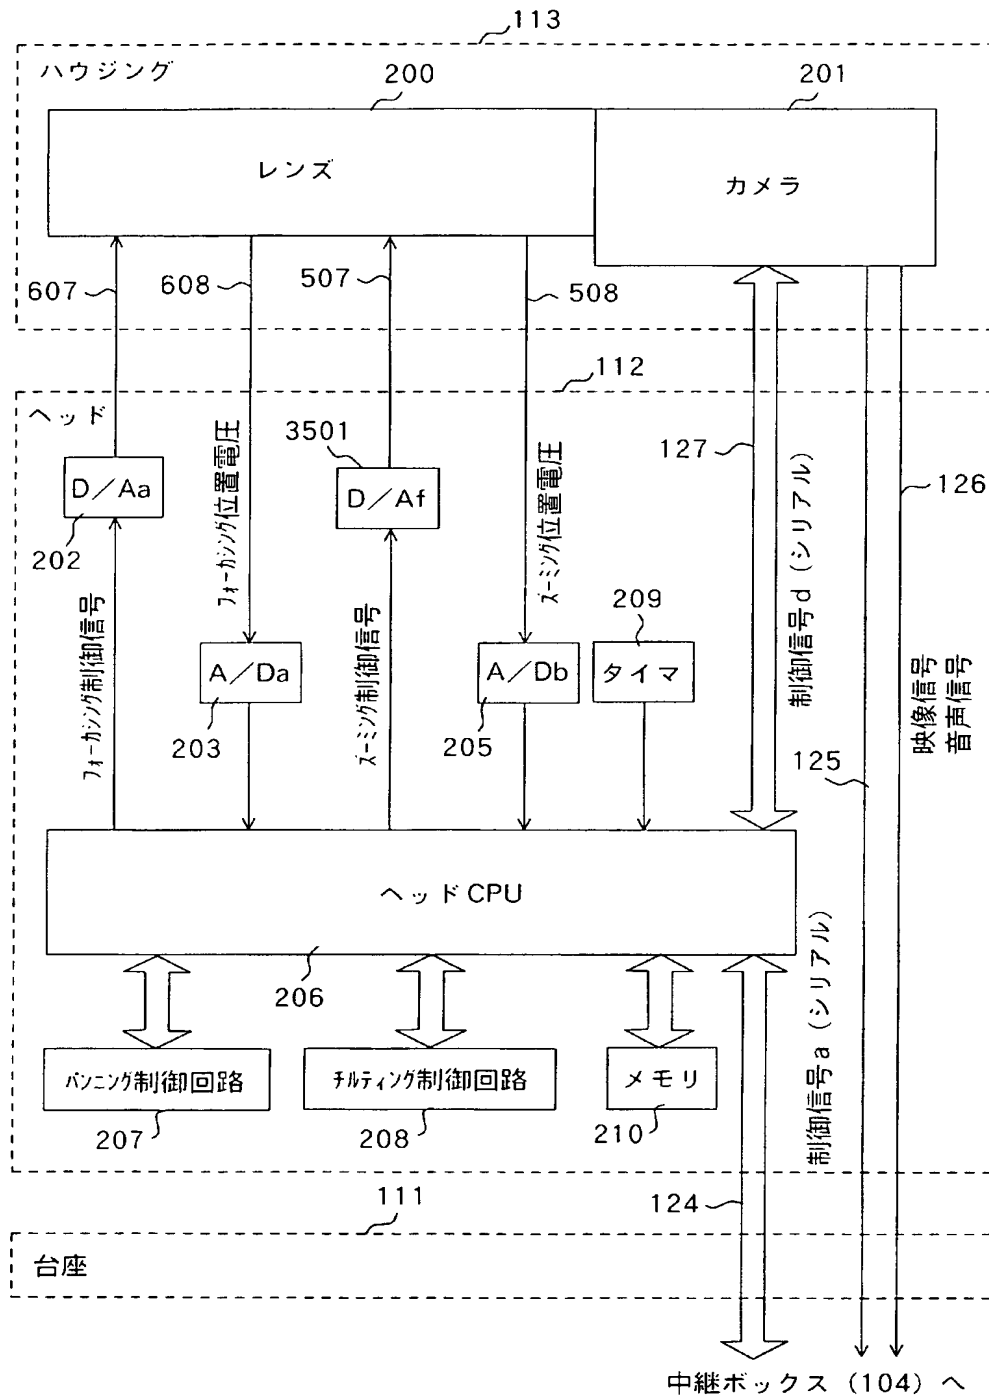 113
ハウジング
200
201
レンズ
カメラ
607
608
507
508
112
ヘッド
3501
127
126
D/Aa
D/Af
202
フォーカシング位置電圧
ズーミング位置電圧
制御信号d(シリアル)
209
フォーカシング制御信号
ズーミング制御信号
A/Da
A/Db
タイマ
203
205
125
映像信号
音声信号
ヘッドCPU
206
制御信号a(シリアル)
パンニング制御回路
チルティング制御回路
メモリ
207
208
210
111
124
台座
中継ボックス(104)へ